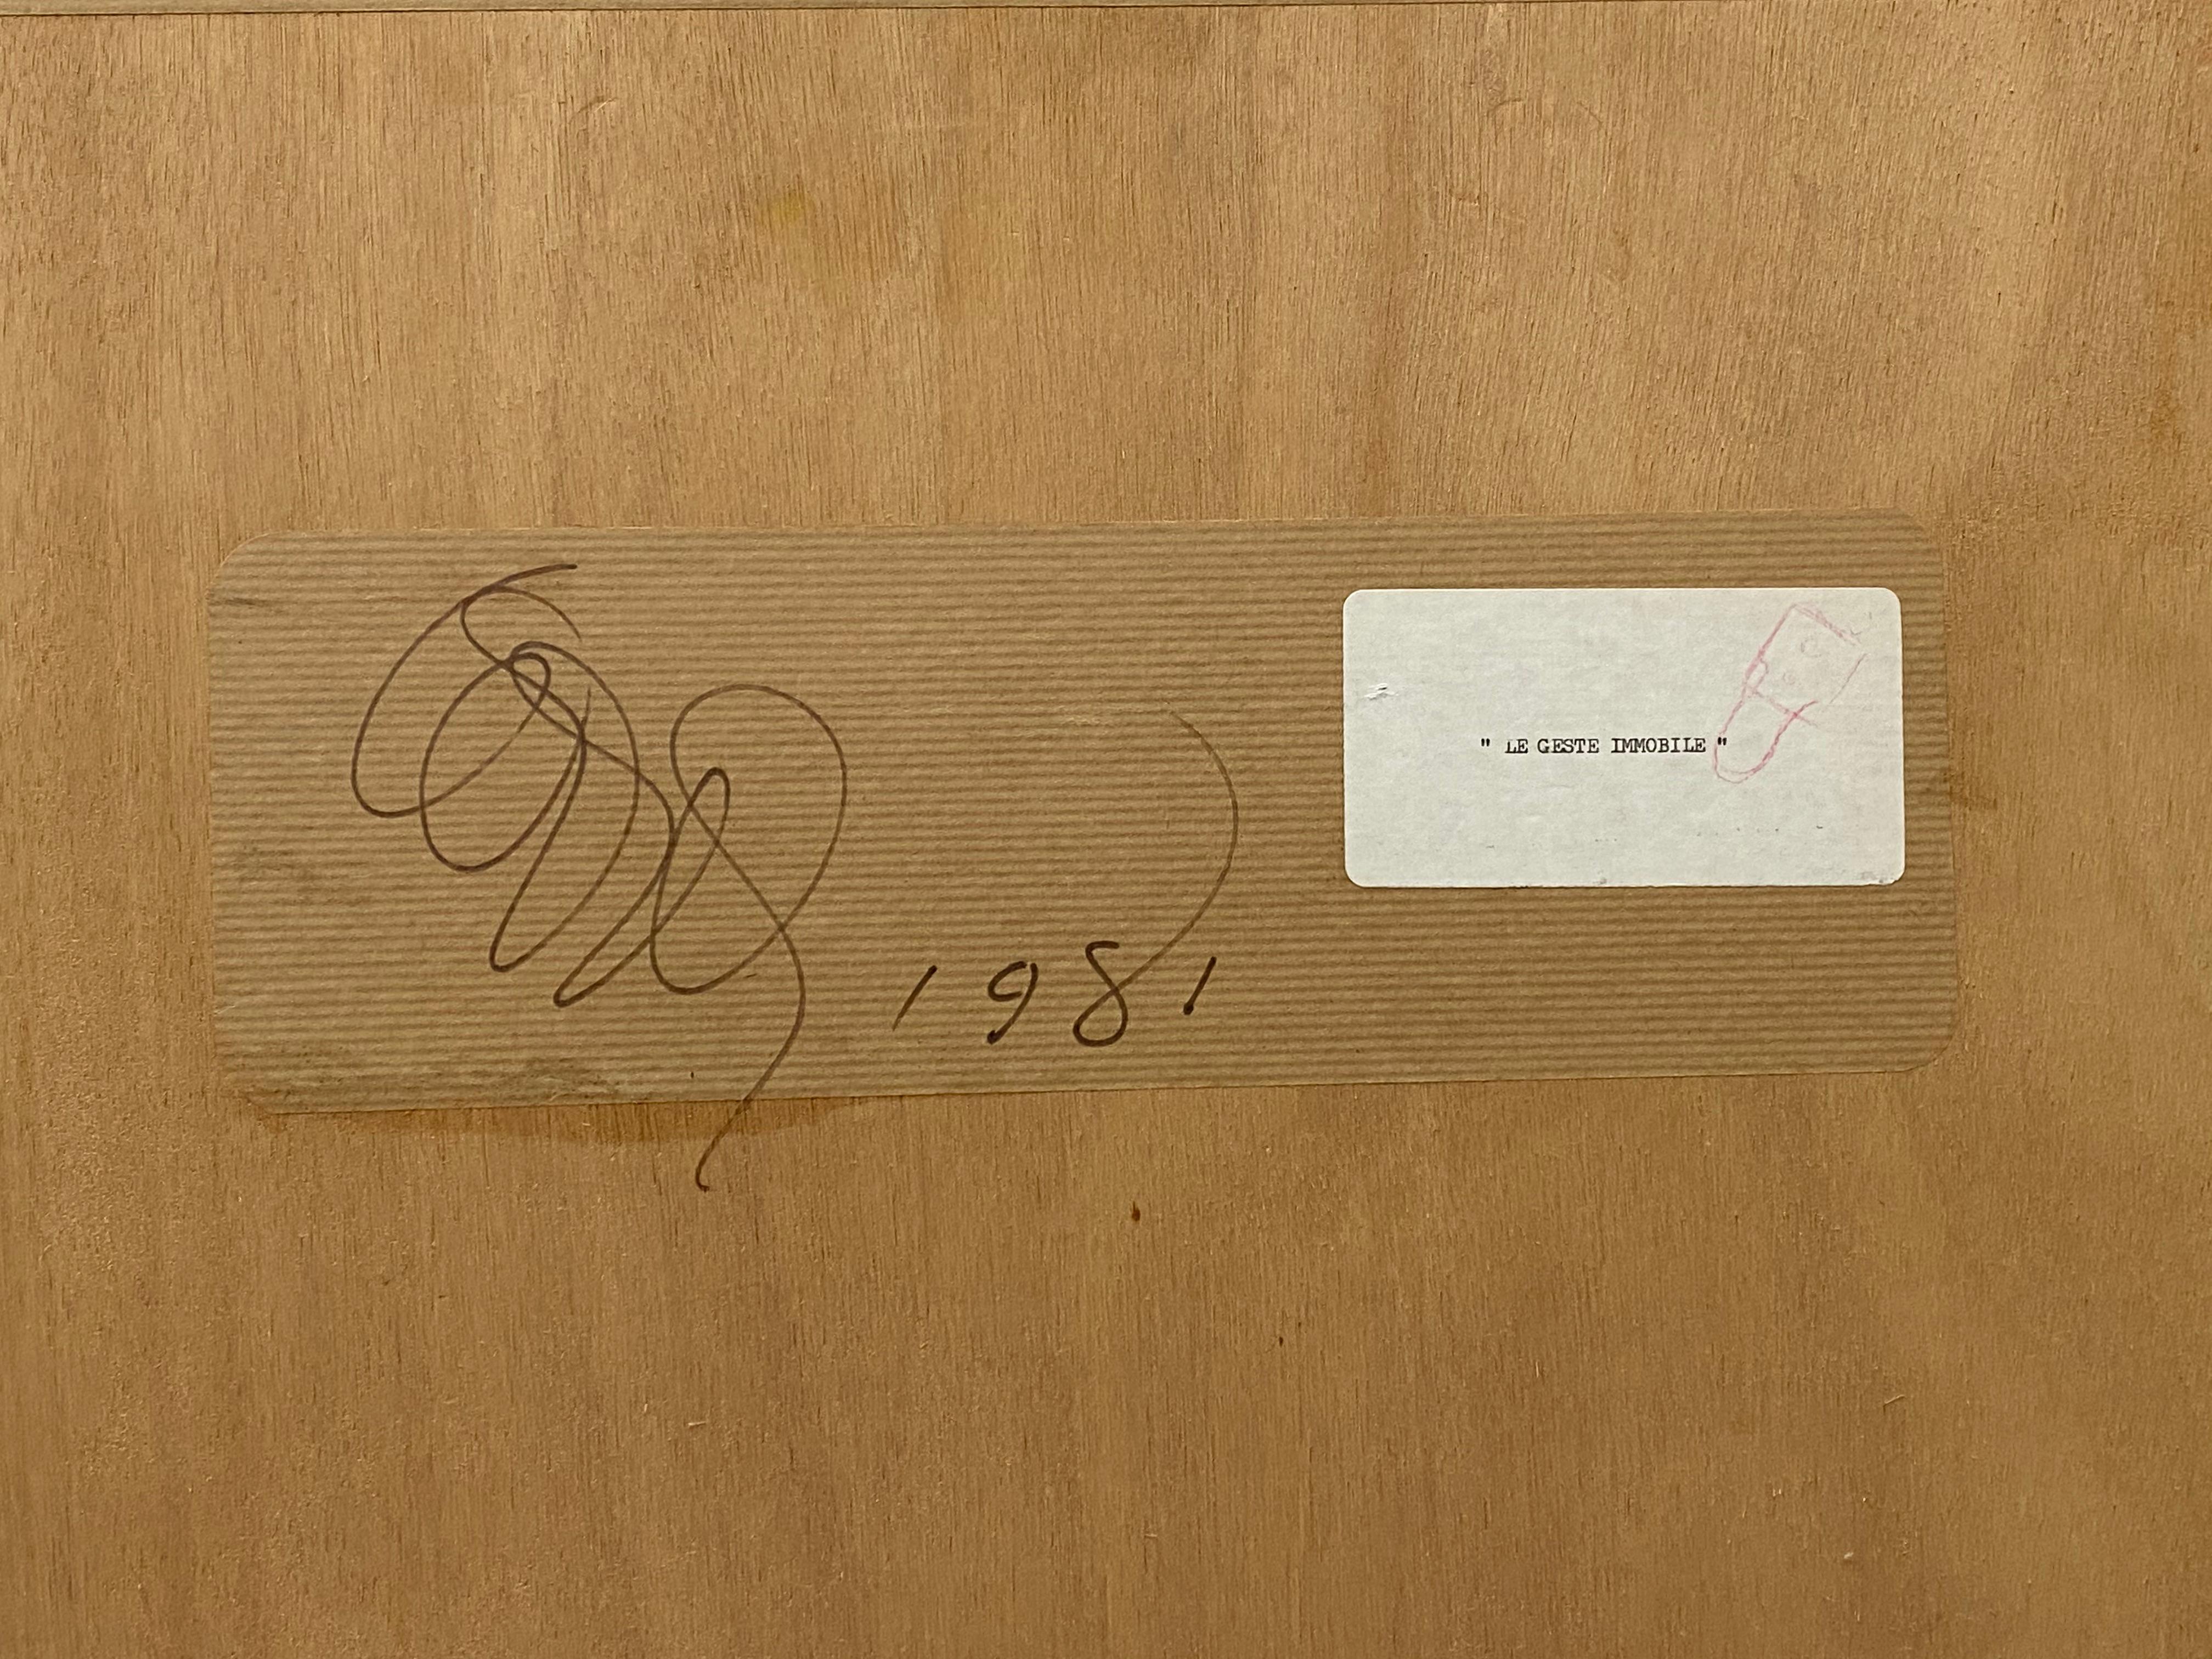 " LE GESTE IMMOBILE "
1981